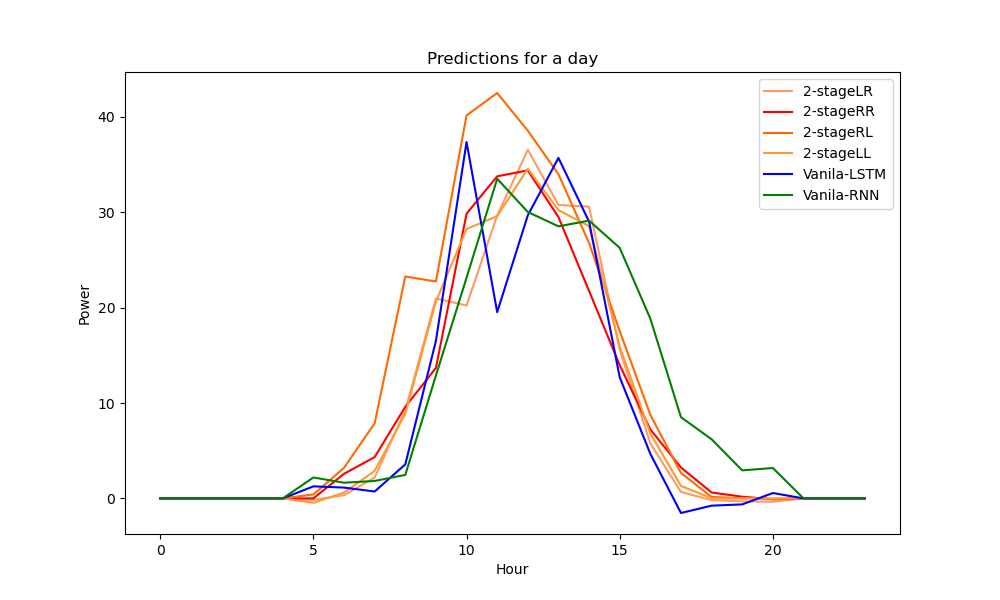 Predictions for a day
2-stageLR
2-stageRR
2-stageRL
2-stageLL
Vanila-LSTM
Vanila-RNN
Power
40
30
20
10
0
0 5 10 15 20
Hour